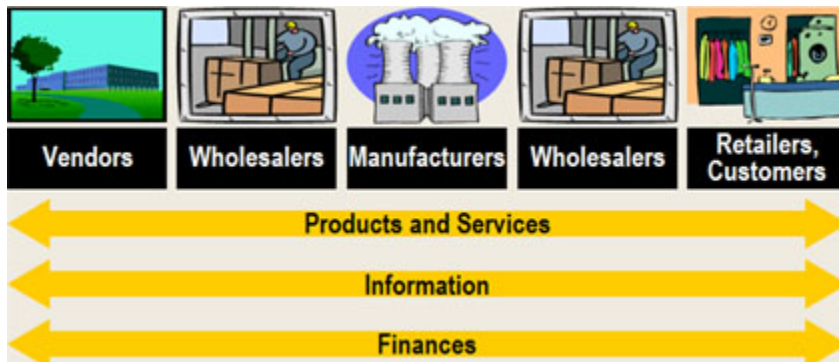 Vendors
Wholesalers
Manufacturers
Wholesalers
Retailers,
Customers
Products and Services
Information
Finances